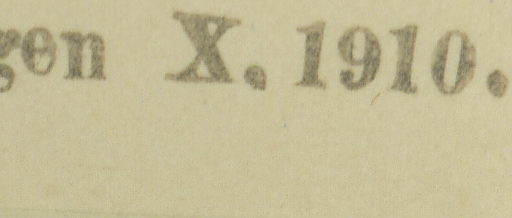 gen X. 1910.